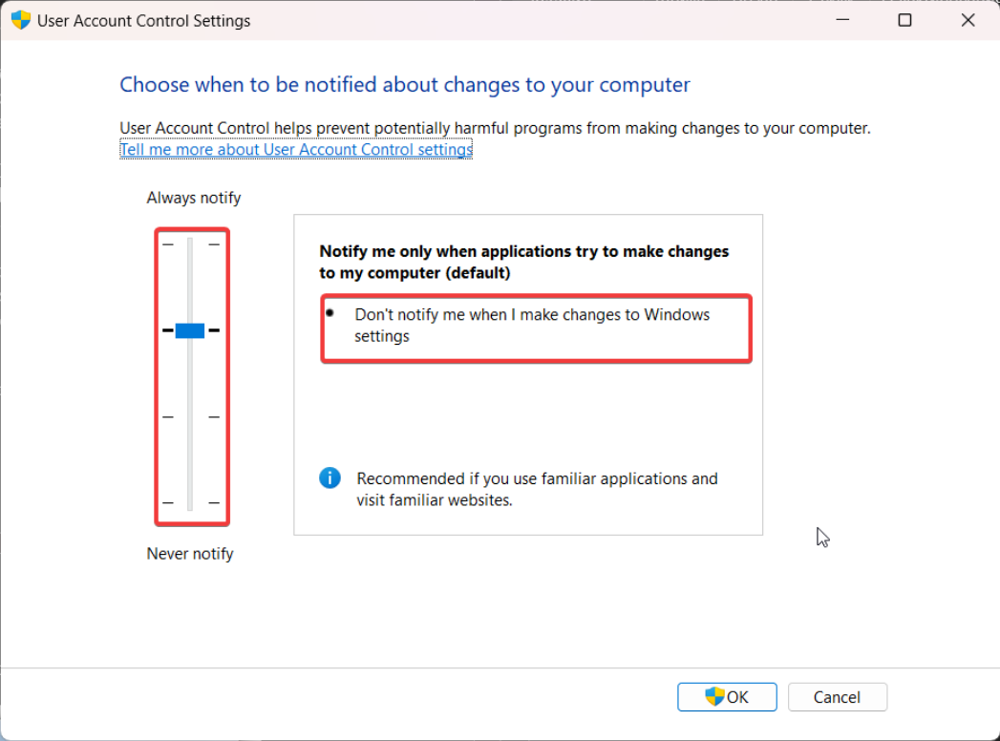 User Account Control Settings
Choose when to be notified about changes to your computer
User Account Control helps prevent potentially harmful programs from making changes to your computer.
Tell me more about User Account Control settings
Always notify
Notify me only when applications try to make changes
to my computer (default)
Don't notify me when I make changes to Windows
settings
Recommended if you use familiar applications and
visit familiar websites.
Never notify
OK
Cancel